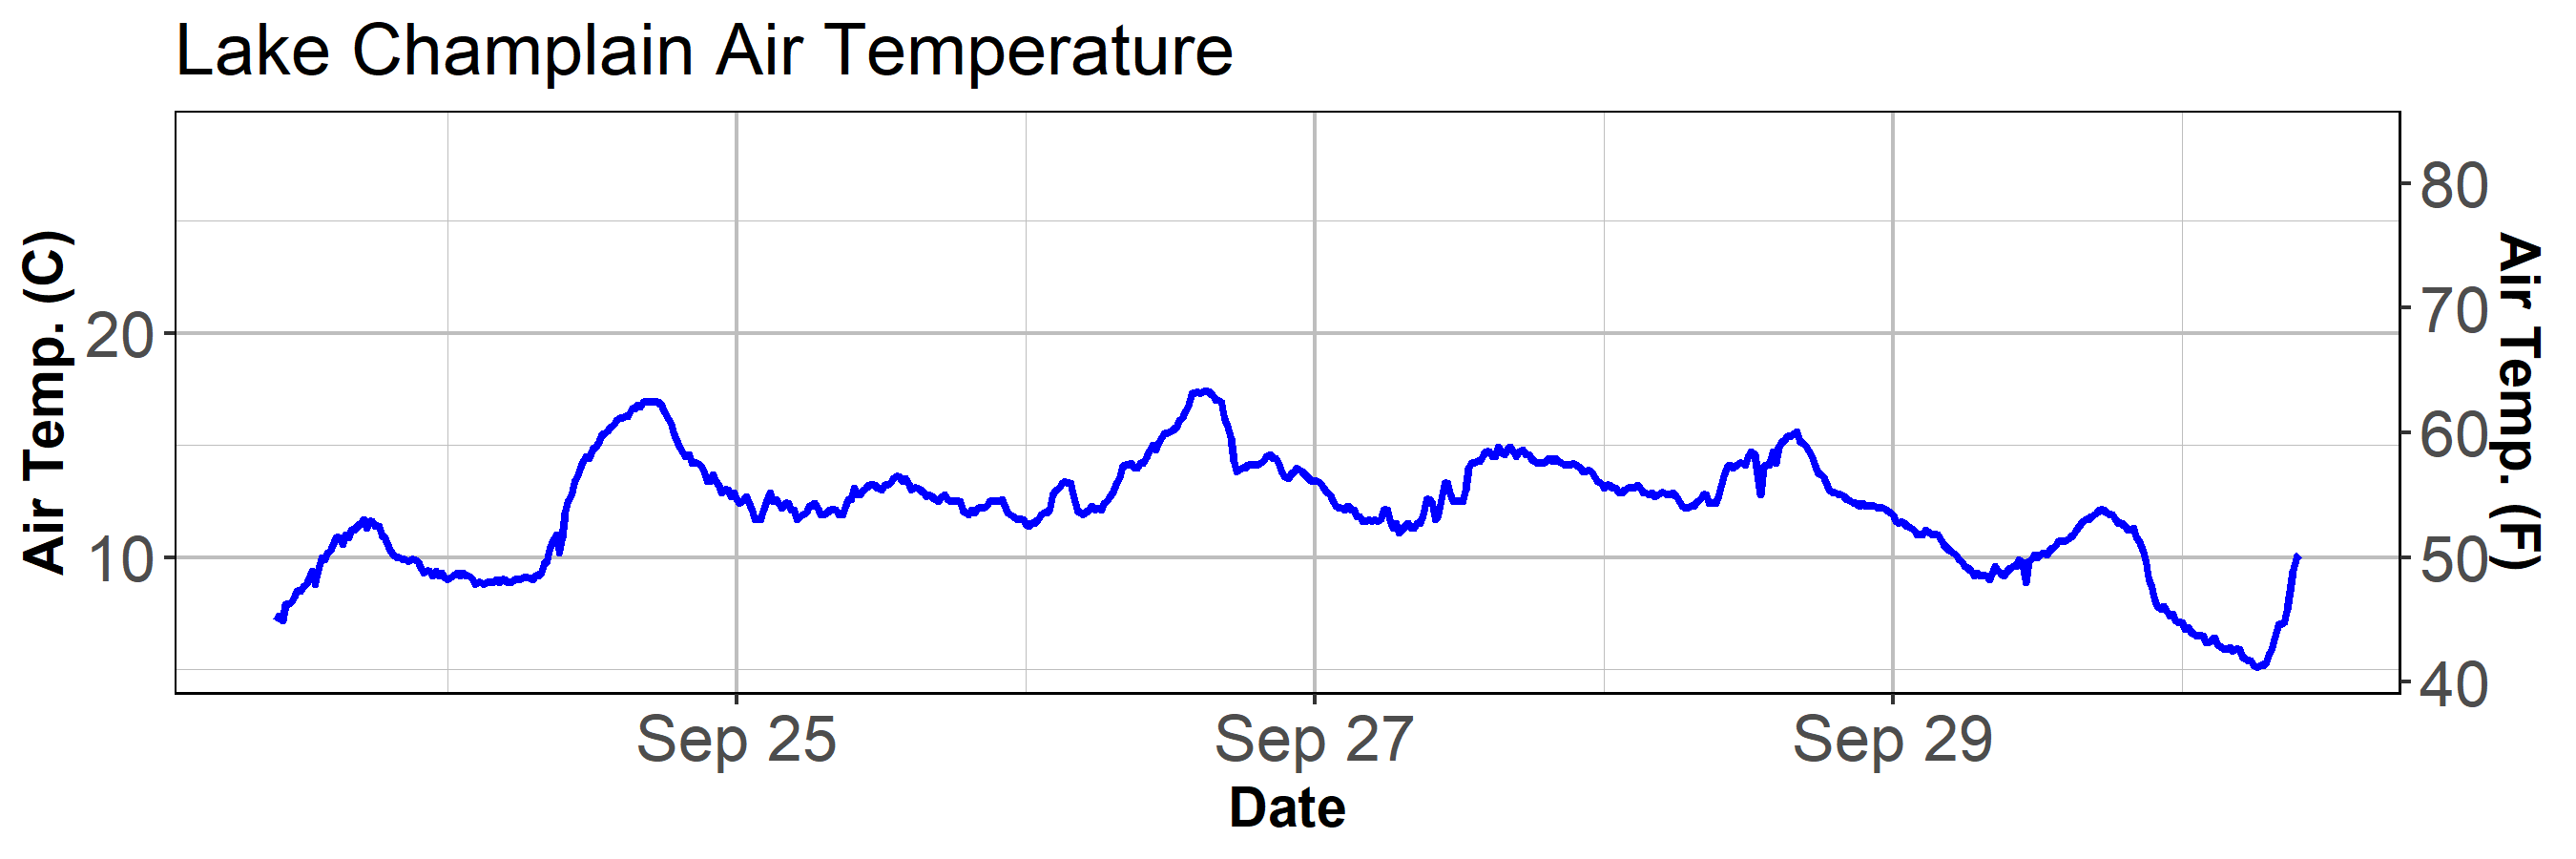 Lake Champlain Air Temperature
Air Temp. (C)
20
10
80
70
60
50
40
Air Temp. (F)
Sep 25
Sep 27
Sep 29
Date